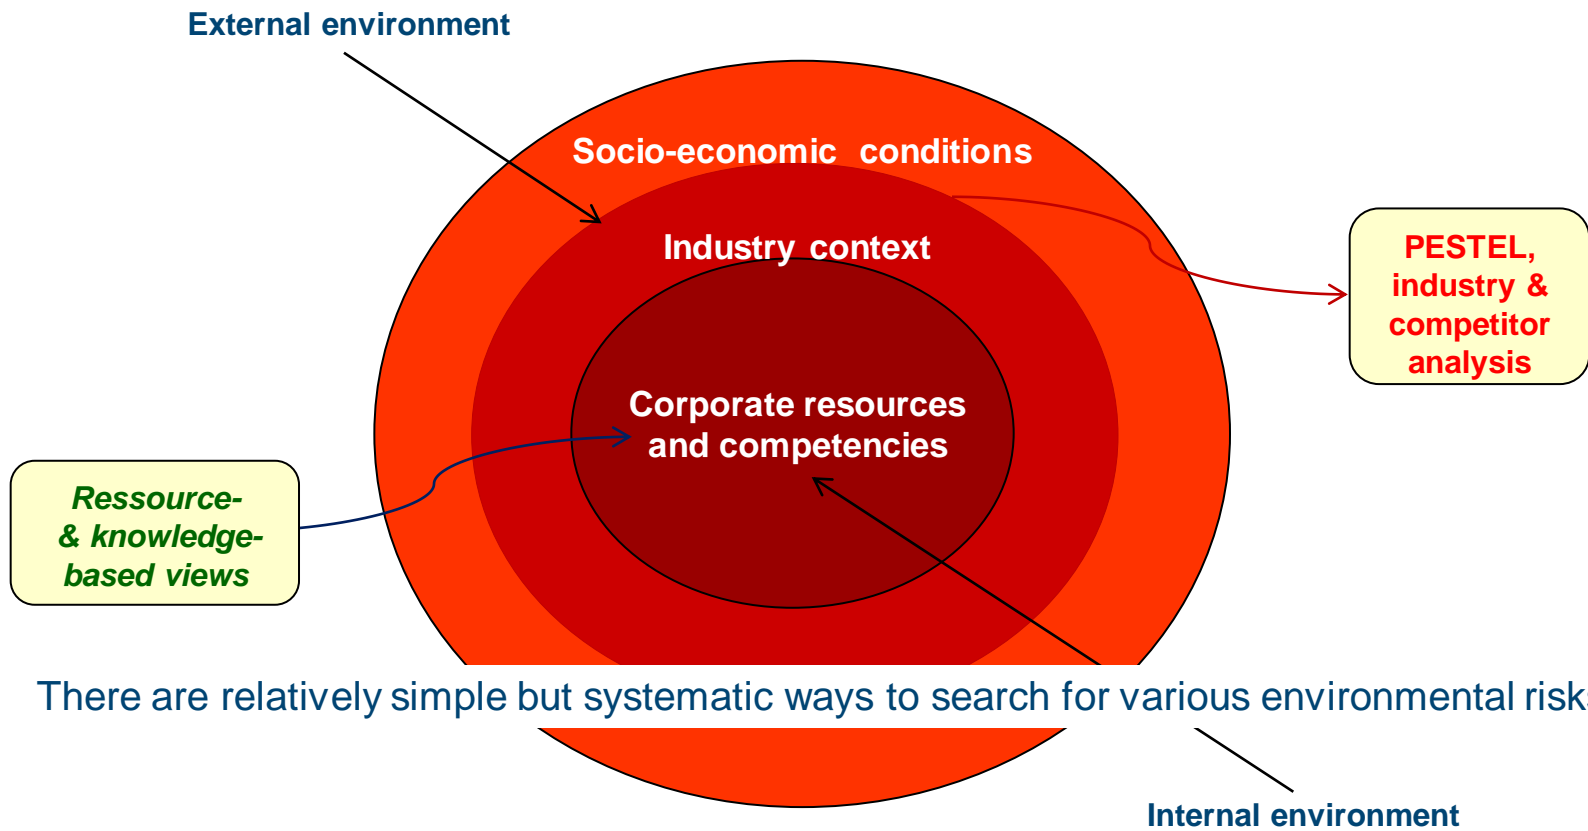 External environment
Socio-economic conditions
Industry context
PESTEL,
industry &
competitor
analysis
Corporate resources
and competencies
Ressource-
& knowledge-
based views
There are relatively simple but systematic ways to search for various environmental risks
Internal environment